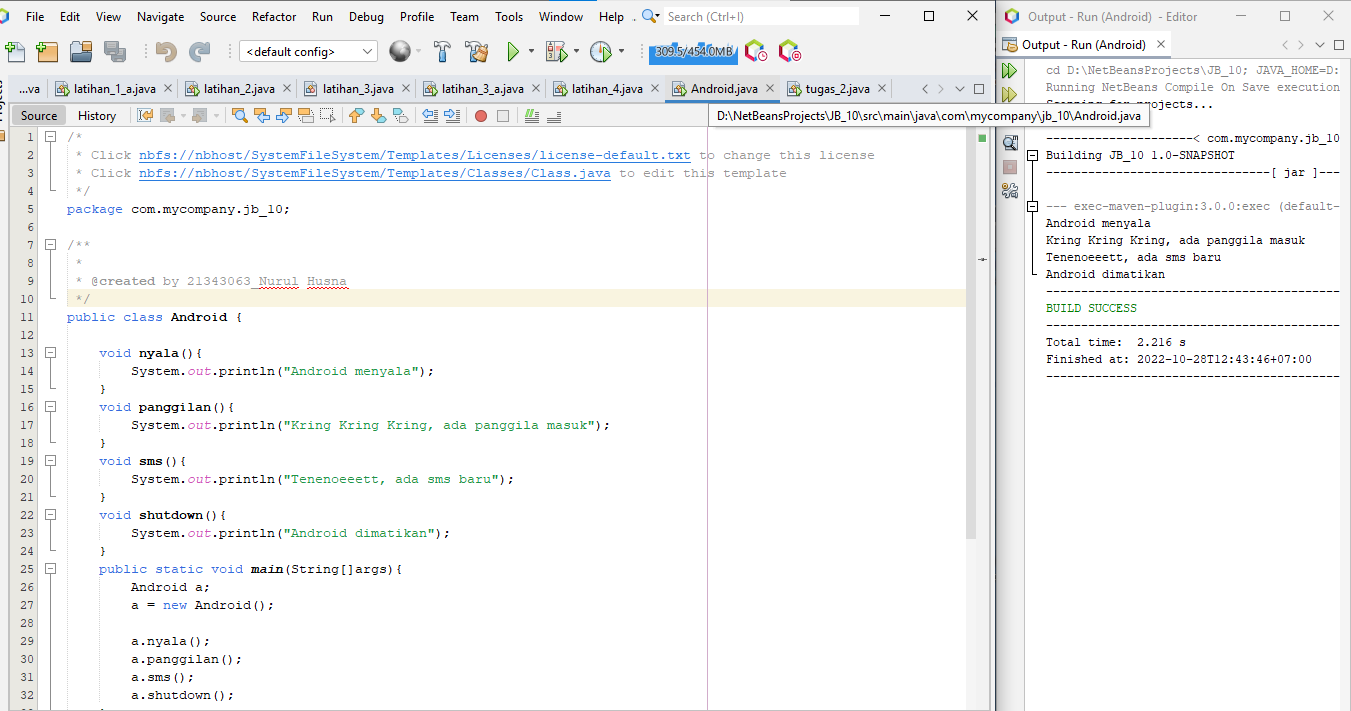 File Edit View Navigate Source Refactor Run Debug Profile Team Tools Window Help Search (Ctrl+I)
<default config> 309.5/454.0MB
...va latihan_1_a.java latihan_2.java latihan_3.java latihan_3_a.java latihan_4.java Android.java tugas_2.java
Source History
D:\NetBeansProjects\JB_10\src\main\java\com\mycompany\jb_10\Android.java
1 /*
2 * Click nbfs://nbhost/SystemFileSystem/Templates/Licenses/license-default.txt to change this license
3 * Click nbfs://nbhost/SystemFileSystem/Templates/Classes/Class.java to edit this template
4 */
5 package com.mycompany.jb_10;
6
7 /**
8 *
9 * @created by 21343063_Nurul Husna
10 */
11 public class Android {
12
13 void nyala(){
14 System.out.println("Android menyala");
15 }
16 void panggilan(){
17 System.out.println("Kring Kring Kring, ada panggila masuk");
18 }
19 void sms(){
20 System.out.println("Tenenoeeett, ada sms baru");
21 }
22 void shutdown(){
23 System.out.println("Android dimatikan");
24 }
25 public static void main(String[]args){
26 Android a;
27 a = new Android();
28
29 a.nyala();
30 a.panggilan();
31 a.sms();
32 a.shutdown();
Output - Run (Android) - Editor
Output - Run (Android)
cd D:\NetBeansProjects\JB_10; JAVA_HOME=D:
Running NetBeans Compile On Save execution
projects...
---------------------< com.mycompany.jb_10
Building JB_10 1.0-SNAPSHOT
--------------------------------[ jar ]---
--- exec-maven-plugin:3.0.0:exec (default-
Android menyala
Kring Kring Kring, ada panggila masuk
Tenenoeeett, ada sms baru
Android dimatikan
------------------------------------------
BUILD SUCCESS
------------------------------------------
Total time: 2.216 s
Finished at: 2022-10-28T12:43:46+07:00
------------------------------------------